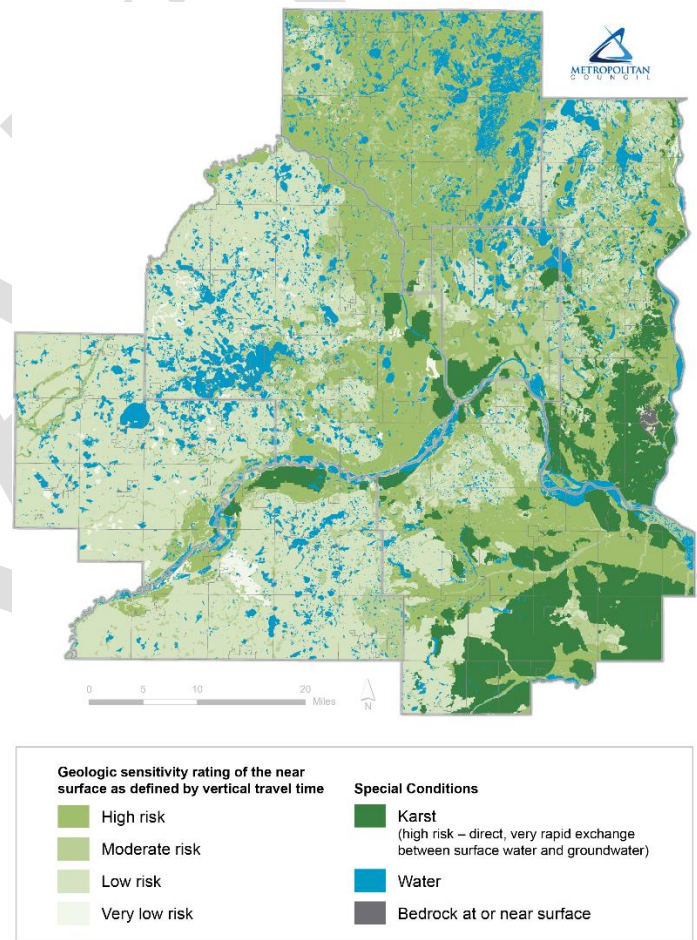 METROPOLITAN
COUNCIL
0 5 10 20
Miles
N
Geologic sensitivity rating of the near
surface as defined by vertical travel time
High risk
Moderate risk
Low risk
Very low risk
Special Conditions
Karst
(high risk – direct, very rapid exchange
between surface water and groundwater)
Water
Bedrock at or near surface